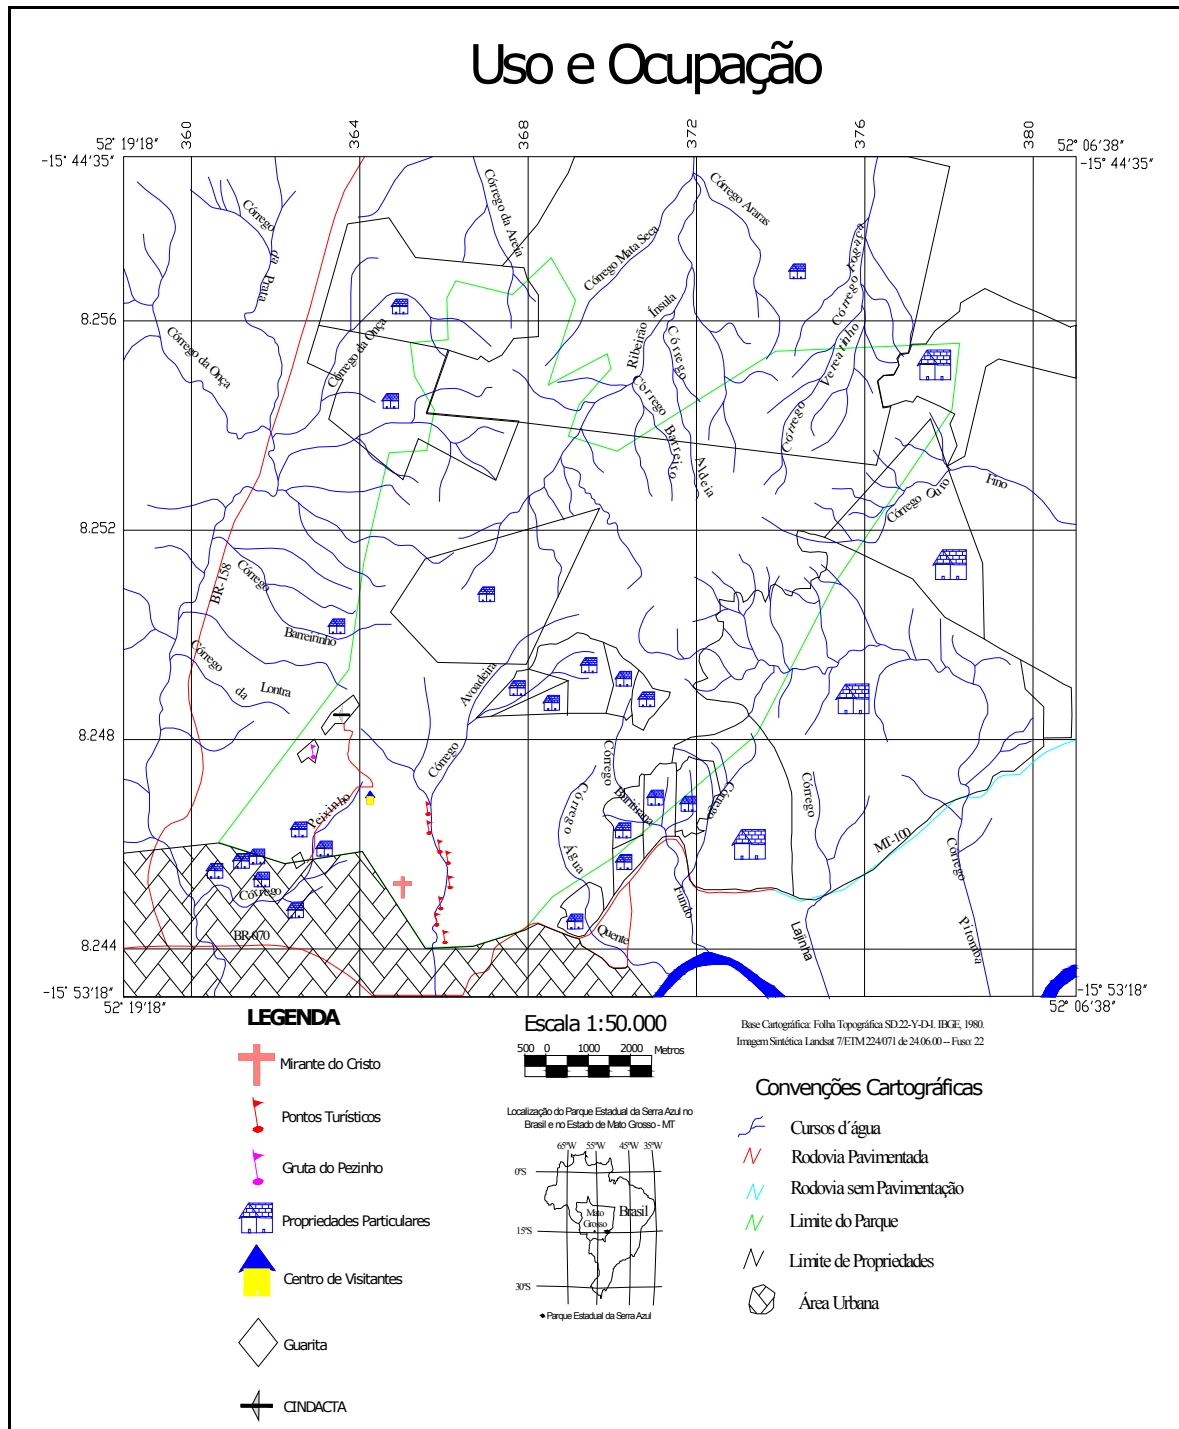 Uso e Ocupação
360
364
368
372
376
380
52° 19'18"
52° 06'38"
-15° 44'35"
-15° 44'35"
Córrego
da
Prata
Córrego da Areia
Córrego Mata Seca
Córrego Araras
Córrego Fogaça
Córrego Verearinho
8.256
Córrego da Onça
Córrego da Onça
Ribeirão Ínsula
Córrego
Aldeia
Córrego
Barreiro
Córrego Ouro
Fino
8.252
BR-158
Córrego
Barreirinho
Córrego
da
Lontra
Avoadeira
Córrego
8.248
Córrego
Buritirana
Córrego
Fundo
Córrego
Água
Quente
Córrego
Lajinha
MT-100
Córrego
Pitomba
Peixinho
Córrego
BR-070
8.244
-15° 53'18"
-15° 53'18"
52° 19'18"
52° 06'38"
LEGENDA
Mirante do Cristo
Pontos Turísticos
Gruta do Pezinho
Propriedades Particulares
Centro de Visitantes
Guarita
CINDACTA
Escala 1:50.000
500 0 1000 2000 Metros
Localização do Parque Estadual da Serra Azul no
Brasil e no Estado de Mato Grosso - MT
65°W 55°W 45°W 35°W
0°S
Mato
Grosso
Brasil
15°S
30°S
Parque Estadual da Serra Azul
Base Cartográfica: Folha Topográfica SD.22-Y-D-I. IBGE, 1980.
Imagem Sintética Landsat 7/ETM 224/071 de 24.06.00 -- Fuso: 22
Convenções Cartográficas
Cursos d´água
Rodovia Pavimentada
Rodovia sem Pavimentação
Limite do Parque
Limite de Propriedades
Área Urbana